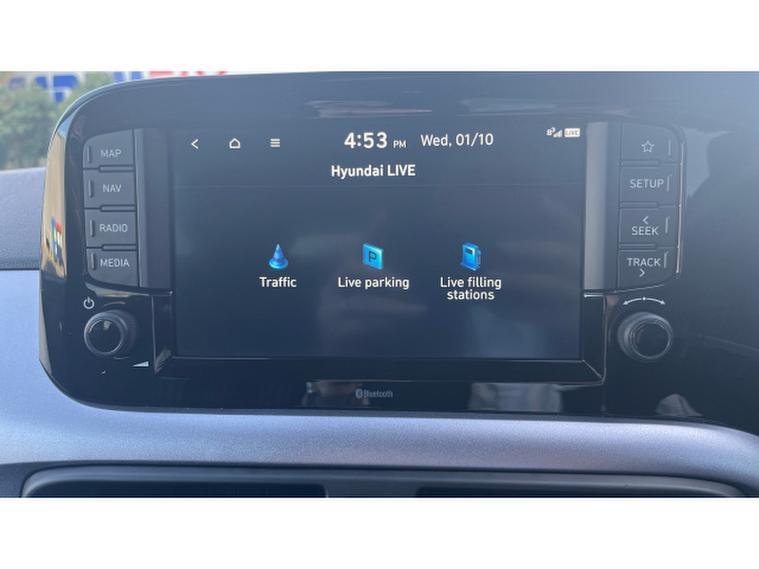 4:53 PM Wed, 01/10 LIVE
Hyundai LIVE
Traffic
Live parking
Live filling
stations
MAP
NAV
RADIO
MEDIA
SETUP
SEEK
TRACK
Bluetooth